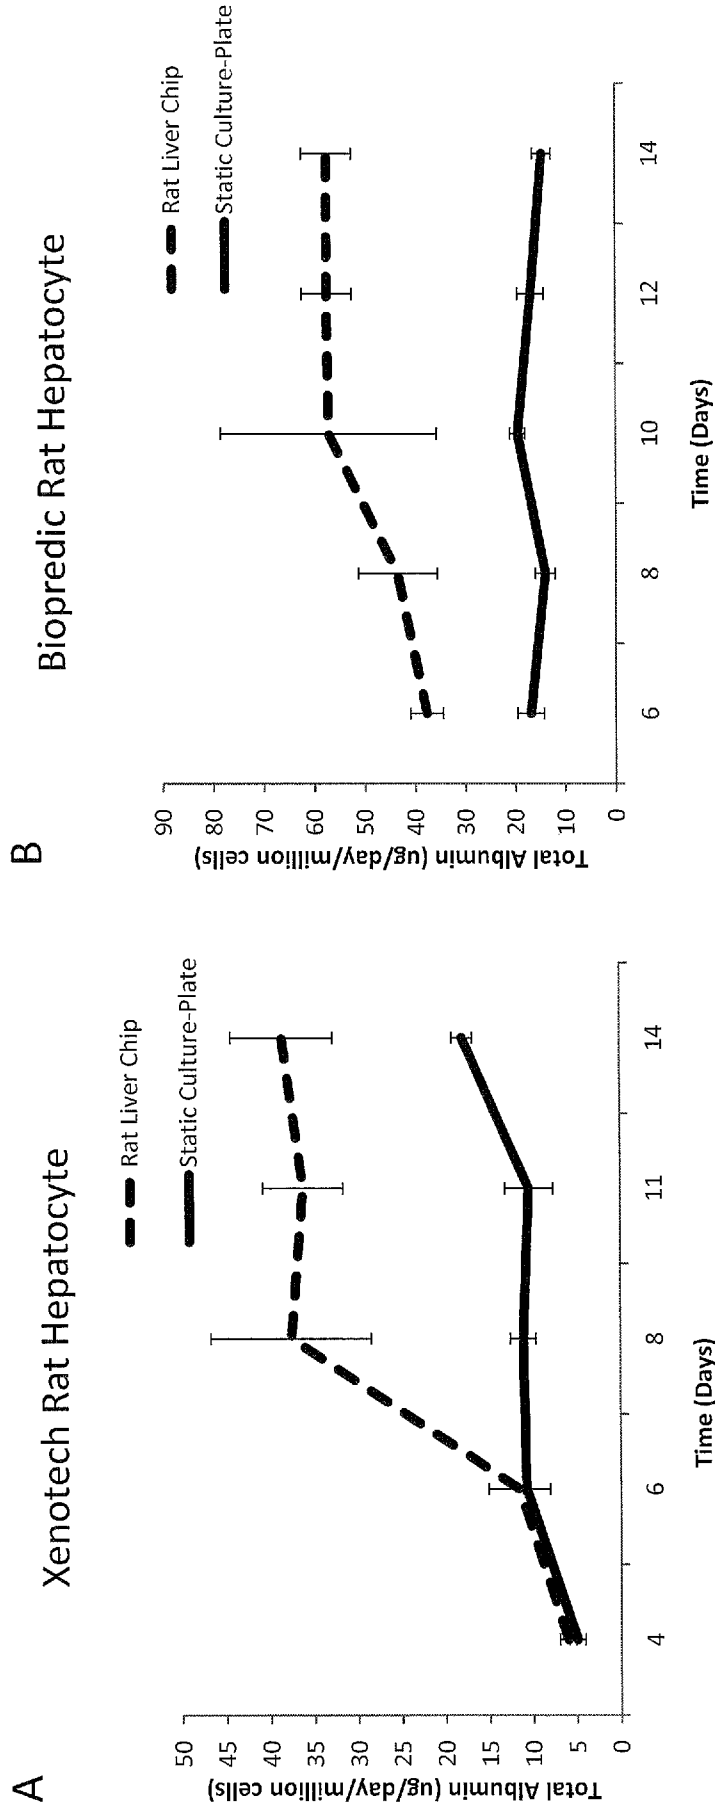 A
Xenotech Rat Hepatocyte
Rat Liver Chip
Static Culture-Plate
Total Albumin (ug/day/million cells)
50
45
40
35
30
25
20
15
10
5
0
4
6
8
11
14
Time (Days)
B
Biopredic Rat Hepatocyte
Rat Liver Chip
Static Culture-Plate
Total Albumin (ug/day/million cells)
90
80
70
60
50
40
30
20
10
0
6
8
10
12
14
Time (Days)